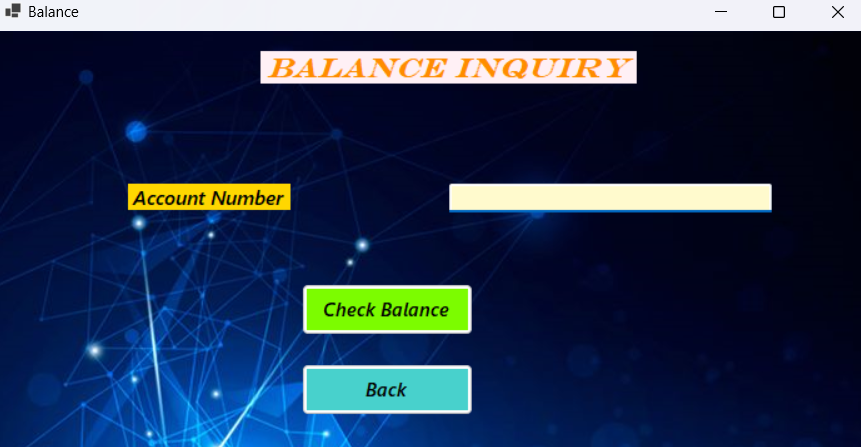 Balance
BALANCE INQUIRY
Account Number
Check Balance
Back